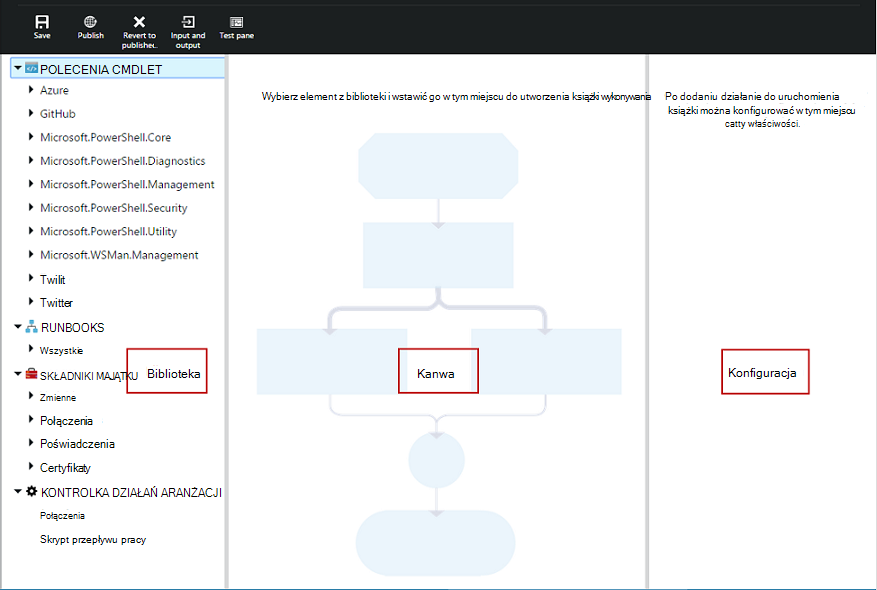 Save
Publish
Revert to
publishe..
Input and
output
Test pane
POLECENIA CMDLET
Azure
GitHub
Microsoft.PowerShell.Core
Microsoft.PowerShell.Diagnostics
Microsoft.PowerShell.Management
Microsoft.PowerShell.Security
Microsoft.PowerShell.Utility
Microsoft.WSMan.Management
Twilit
Twitter
RUNBOOKS
Wszystkie
SKŁADNIKI MAJĄTKU
Zmienne
Połączenia
Poświadczenia
Certyfikaty
KONTROLKA DZIAŁAŃ ARANŻACJI
Połączenia
Skrypt przepływu pracy
Biblioteka
Wybierz element z biblioteki i wstawić go w tym miejscu do utworzenia książki wykonywania
Kanwa
Po dodaniu działanie do uruchomienia
książki można konfigurować w tym miejscu
catty właściwości.
Konfiguracja